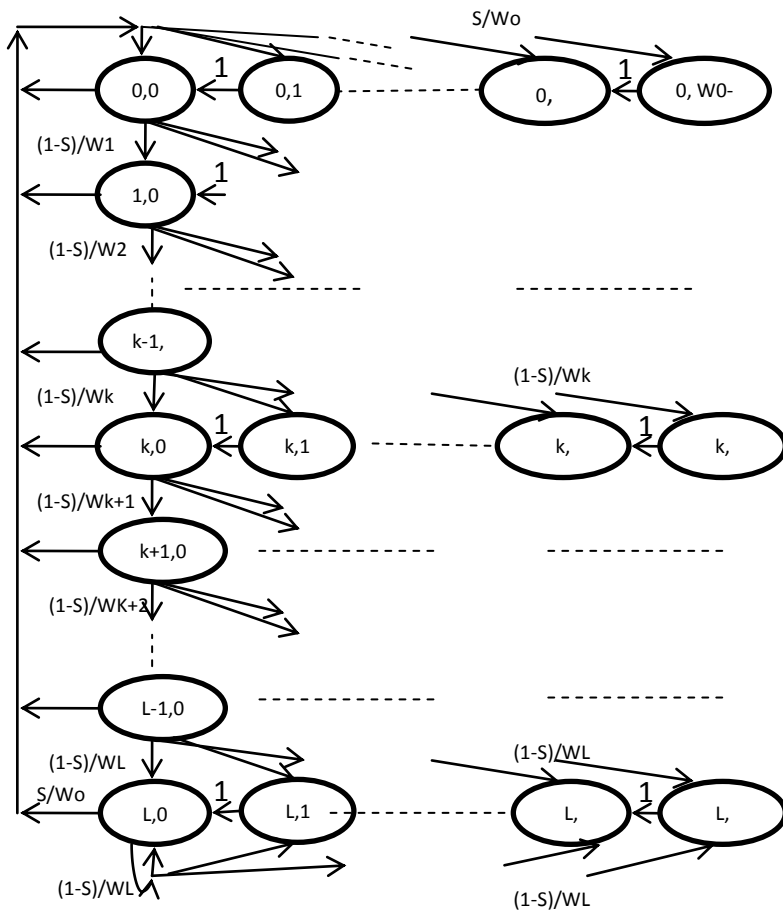 S/Wo
0,0
1
0,1
0,
1
0, W0-
(1-S)/W1
1,0
1
(1-S)/W2
k-1,
(1-S)/Wk
(1-S)/Wk
k,0
1
k,1
k,
1
k,
(1-S)/Wk+1
k+1,0
(1-S)/WK+2
L-1,0
(1-S)/WL
(1-S)/WL
S/Wo
L,0
1
L,1
L,
1
L,
(1-S)/WL
(1-S)/WL